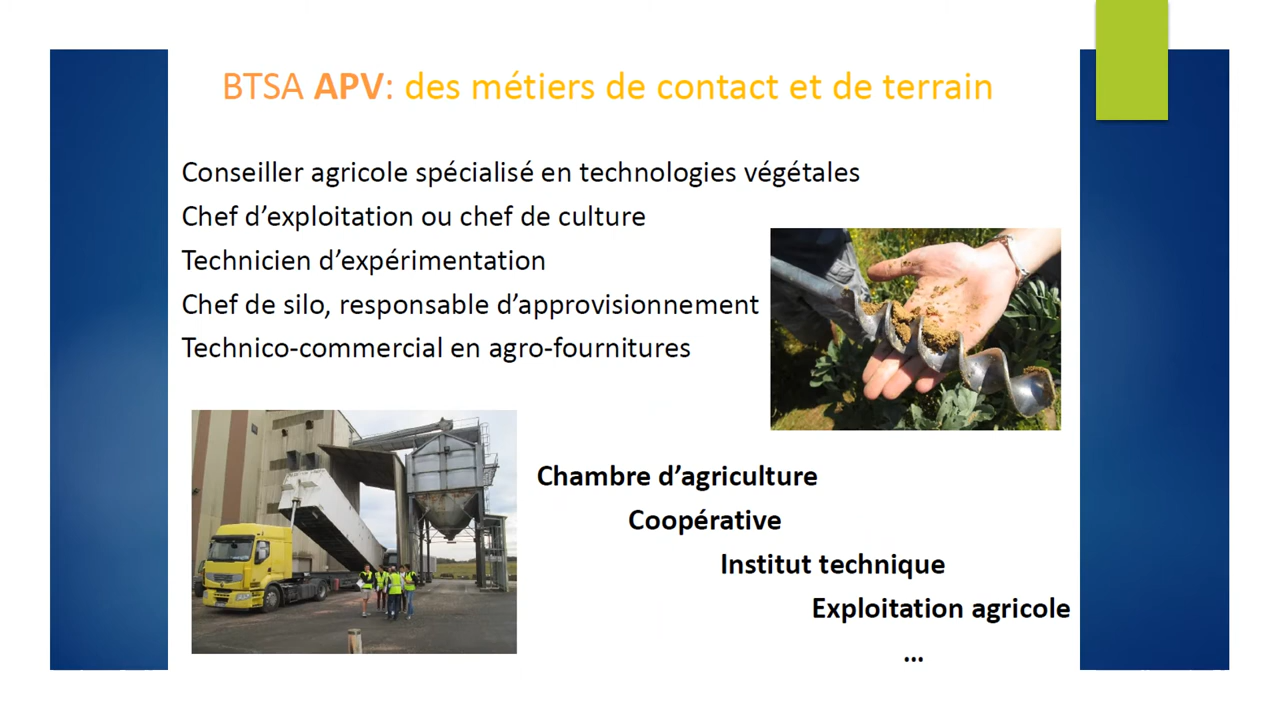 BTSA APV: des métiers de contact et de terrain
Conseiller agricole spécialisé en technologies végétales
Chef d’exploitation ou chef de culture
Technicien d’expérimentation
Chef de silo, responsable d’approvisionnement
Technico-commercial en agro-fournitures
Chambre d’agriculture
Coopérative
Institut technique
Exploitation agricole
...